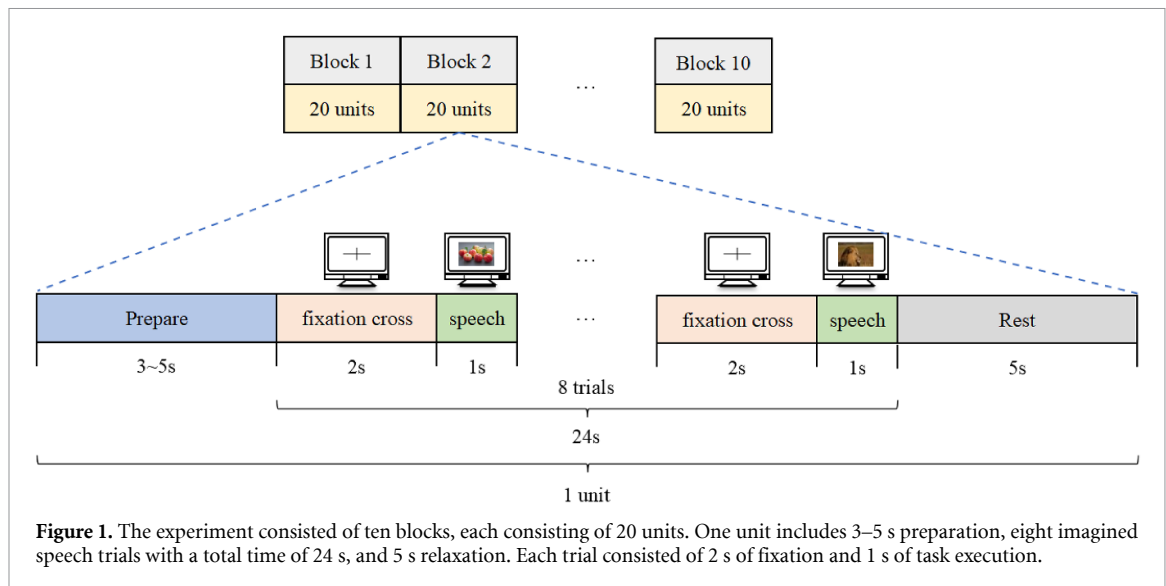 Block 1 Block 2 Block 10
20 units 20 units ... 20 units
...
Prepare fixation cross speech ... fixation cross speech Rest
3~5s 2s 1s 2s 1s 5s
8 trials
24s
1 unit
Figure 1. The experiment consisted of ten blocks, each consisting of 20 units. One unit includes 3–5 s preparation, eight imagined
speech trials with a total time of 24 s, and 5 s relaxation. Each trial consisted of 2 s of fixation and 1 s of task execution.